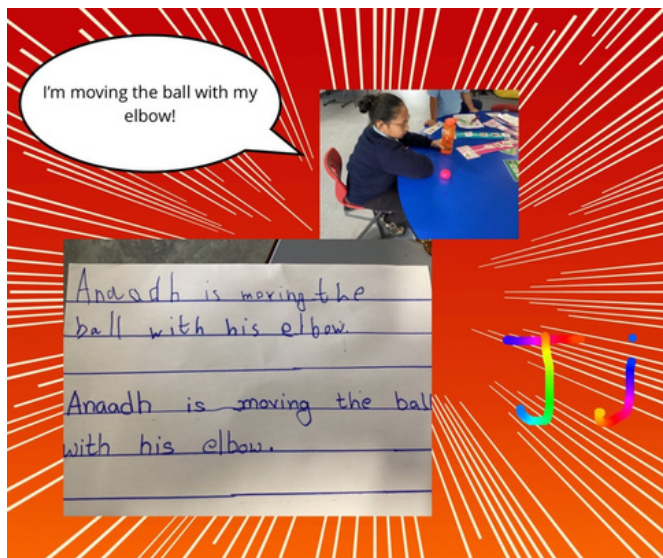 I'm moving the ball with my
elbow!
Anaadh is moving the
ball with his elbow.
Anaadh is moving the ball
with his elbow.
Jj